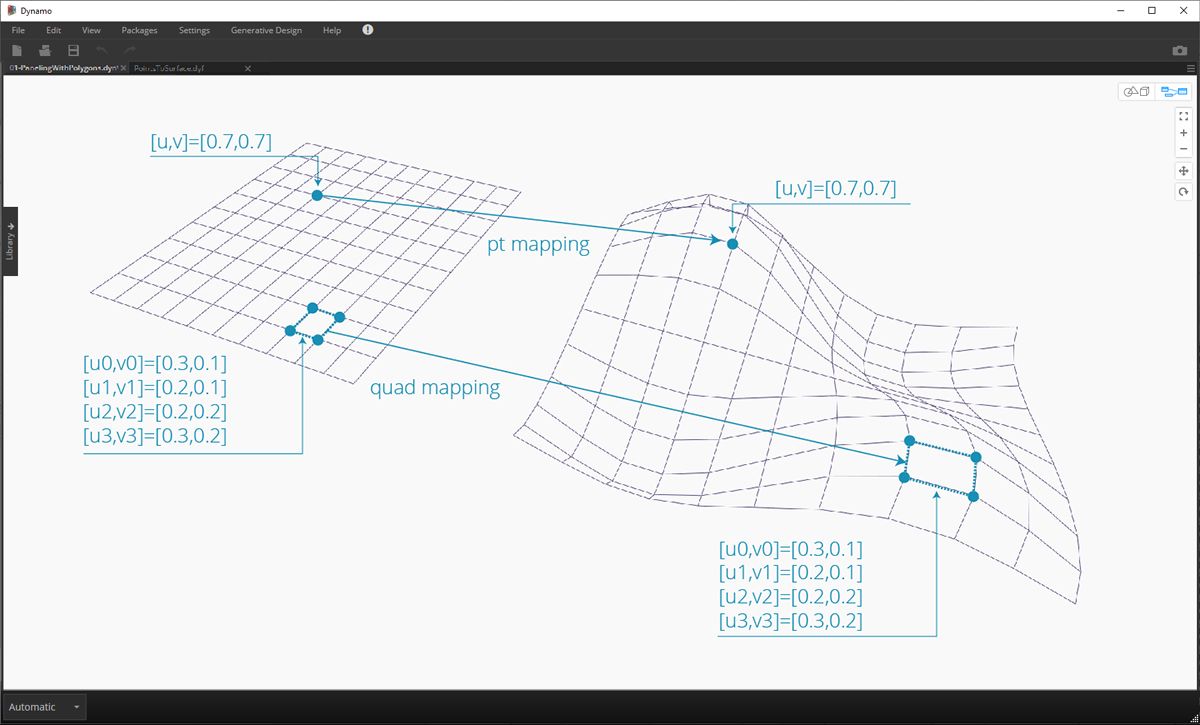 Dynamo
File Edit View Packages Settings Generative Design Help
01-PanelingWithPolygons.dyn* PointsToSurface.dyf
[u,v]=[0.7,0.7]
[u,v]=[0.7,0.7]
pt mapping
Library
quad mapping
[u0,v0]=[0.3,0.1]
[u1,v1]=[0.2,0.1]
[u2,v2]=[0.2,0.2]
[u3,v3]=[0.3,0.2]
[u0,v0]=[0.3,0.1]
[u1,v1]=[0.2,0.1]
[u2,v2]=[0.2,0.2]
[u3,v3]=[0.3,0.2]
Automatic